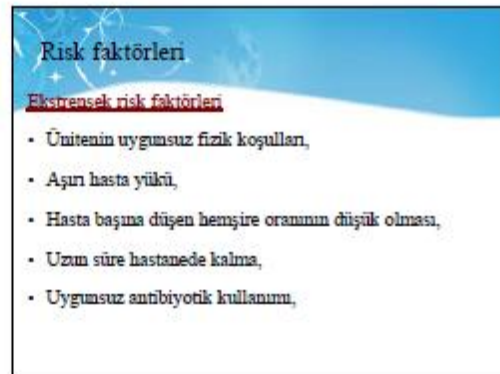 Risk faktörleri
Ekstrensek risk faktörleri
• Ünitenin uygunsuz fizik koşulları,
• Aşırı hasta yükü,
• Hasta başına düşen hemşire oranının düşük olması,
• Uzun süre hastanede kalma,
• Uygunsuz antibiyotik kullanımı,